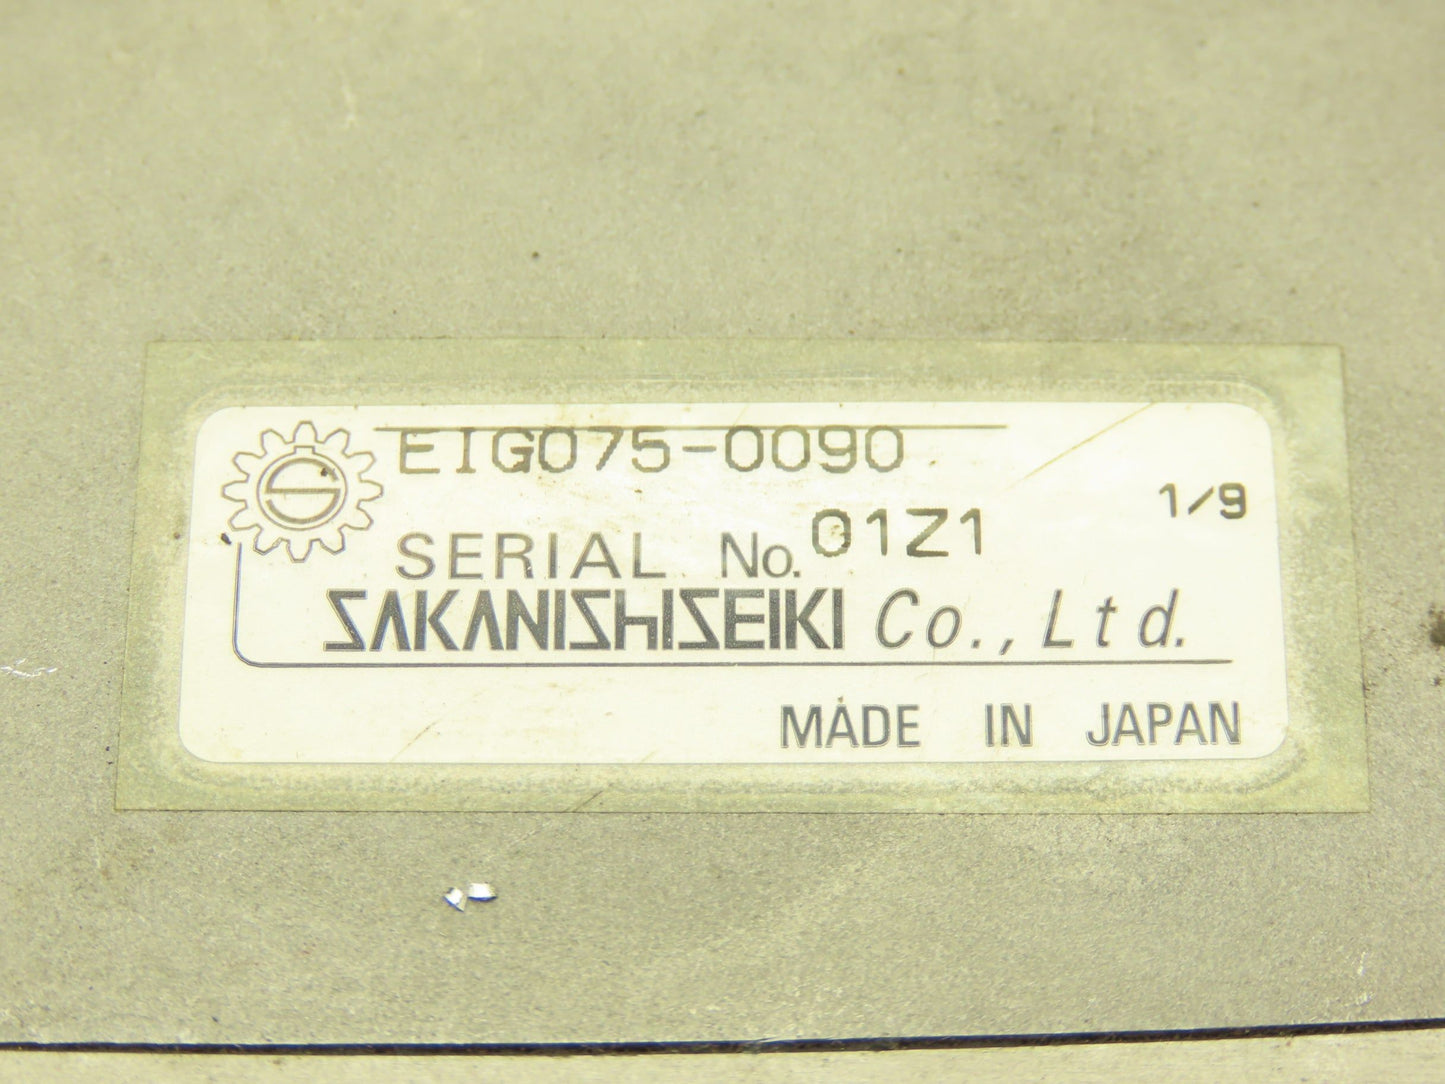 EIG075-0090
1/9
SERIAL No. 01Z1
SAKANISHISEIKI Co., Ltd.
MADE IN JAPAN